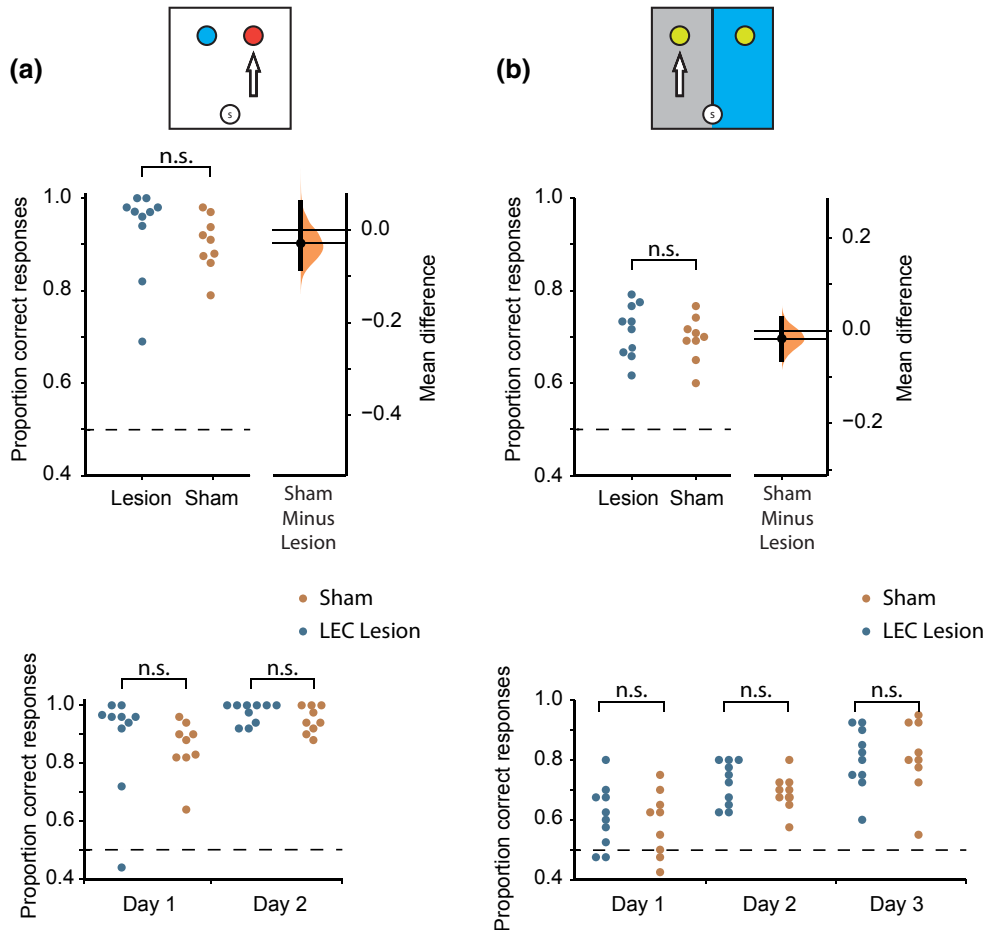 (a)
s
n.s.
1.0
0.8
0.6
0.4
Proportion correct responses
Lesion
Sham
0.0
−0.2
−0.4
Mean difference
Sham
Minus
Lesion
Sham
LEC Lesion
n.s.
n.s.
1.0
0.8
0.6
0.4
Proportion correct responses
Day 1
Day 2
(b)
s
n.s.
1.0
0.8
0.6
0.4
Proportion correct responses
Lesion
Sham
0.2
0.0
−0.2
Mean difference
Sham
Minus
Lesion
Sham
LEC Lesion
n.s.
n.s.
n.s.
1.0
0.8
0.6
0.4
Proportion correct responses
Day 1
Day 2
Day 3